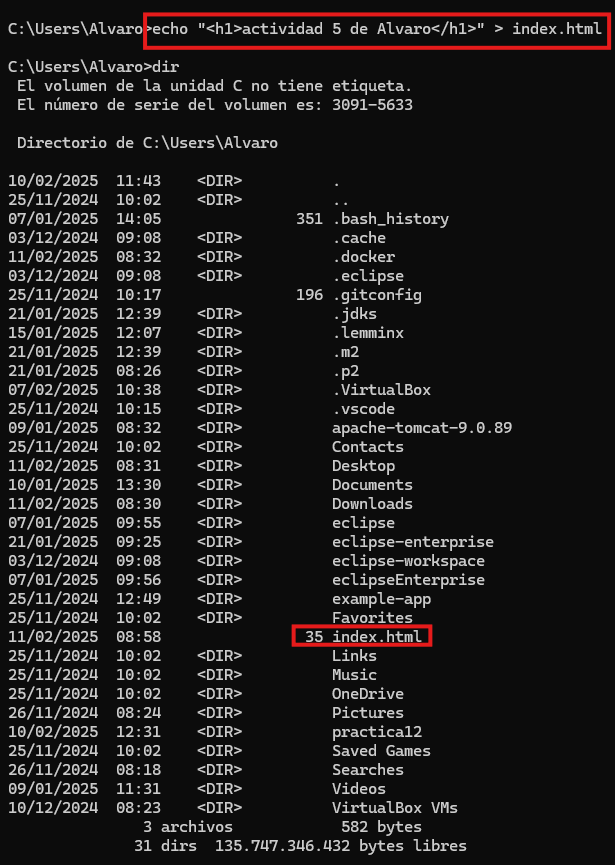 C:\Users\Alvaro>echo "<h1>actividad 5 de Alvaro</h1>" > index.html
C:\Users\Alvaro>dir
El volumen de la unidad C no tiene etiqueta.
El número de serie del volumen es: 3091-5633
Directorio de C:\Users\Alvaro
10/02/2025  11:43    <DIR>          .
25/11/2024  10:02    <DIR>          ..
07/01/2025  14:05               351 .bash_history
03/12/2024  09:08    <DIR>          .cache
11/02/2025  08:32    <DIR>          .docker
03/12/2024  09:08    <DIR>          .eclipse
25/11/2024  10:17               196 .gitconfig
21/01/2025  12:39    <DIR>          .jdks
15/01/2025  12:07    <DIR>          .lemminx
21/01/2025  12:39    <DIR>          .m2
21/01/2025  08:26    <DIR>          .p2
07/02/2025  10:38    <DIR>          .VirtualBox
25/11/2024  10:15    <DIR>          .vscode
09/01/2025  08:32    <DIR>          apache-tomcat-9.0.89
25/11/2024  10:02    <DIR>          Contacts
11/02/2025  08:31    <DIR>          Desktop
10/01/2025  13:30    <DIR>          Documents
11/02/2025  08:30    <DIR>          Downloads
07/01/2025  09:55    <DIR>          eclipse
21/01/2025  09:25    <DIR>          eclipse-enterprise
03/12/2024  09:08    <DIR>          eclipse-workspace
07/01/2025  09:56    <DIR>          eclipseEnterprise
25/11/2024  12:49    <DIR>          example-app
25/11/2024  10:02    <DIR>          Favorites
11/02/2025  08:58                35 index.html
25/11/2024  10:02    <DIR>          Links
25/11/2024  10:02    <DIR>          Music
25/11/2024  10:02    <DIR>          OneDrive
26/11/2024  08:24    <DIR>          Pictures
10/02/2025  12:31    <DIR>          practica12
25/11/2024  10:02    <DIR>          Saved Games
26/11/2024  08:18    <DIR>          Searches
09/01/2025  11:31    <DIR>          Videos
10/12/2024  08:23    <DIR>          VirtualBox VMs
3 archivos            582 bytes
31 dirs  135.747.346.432 bytes libres